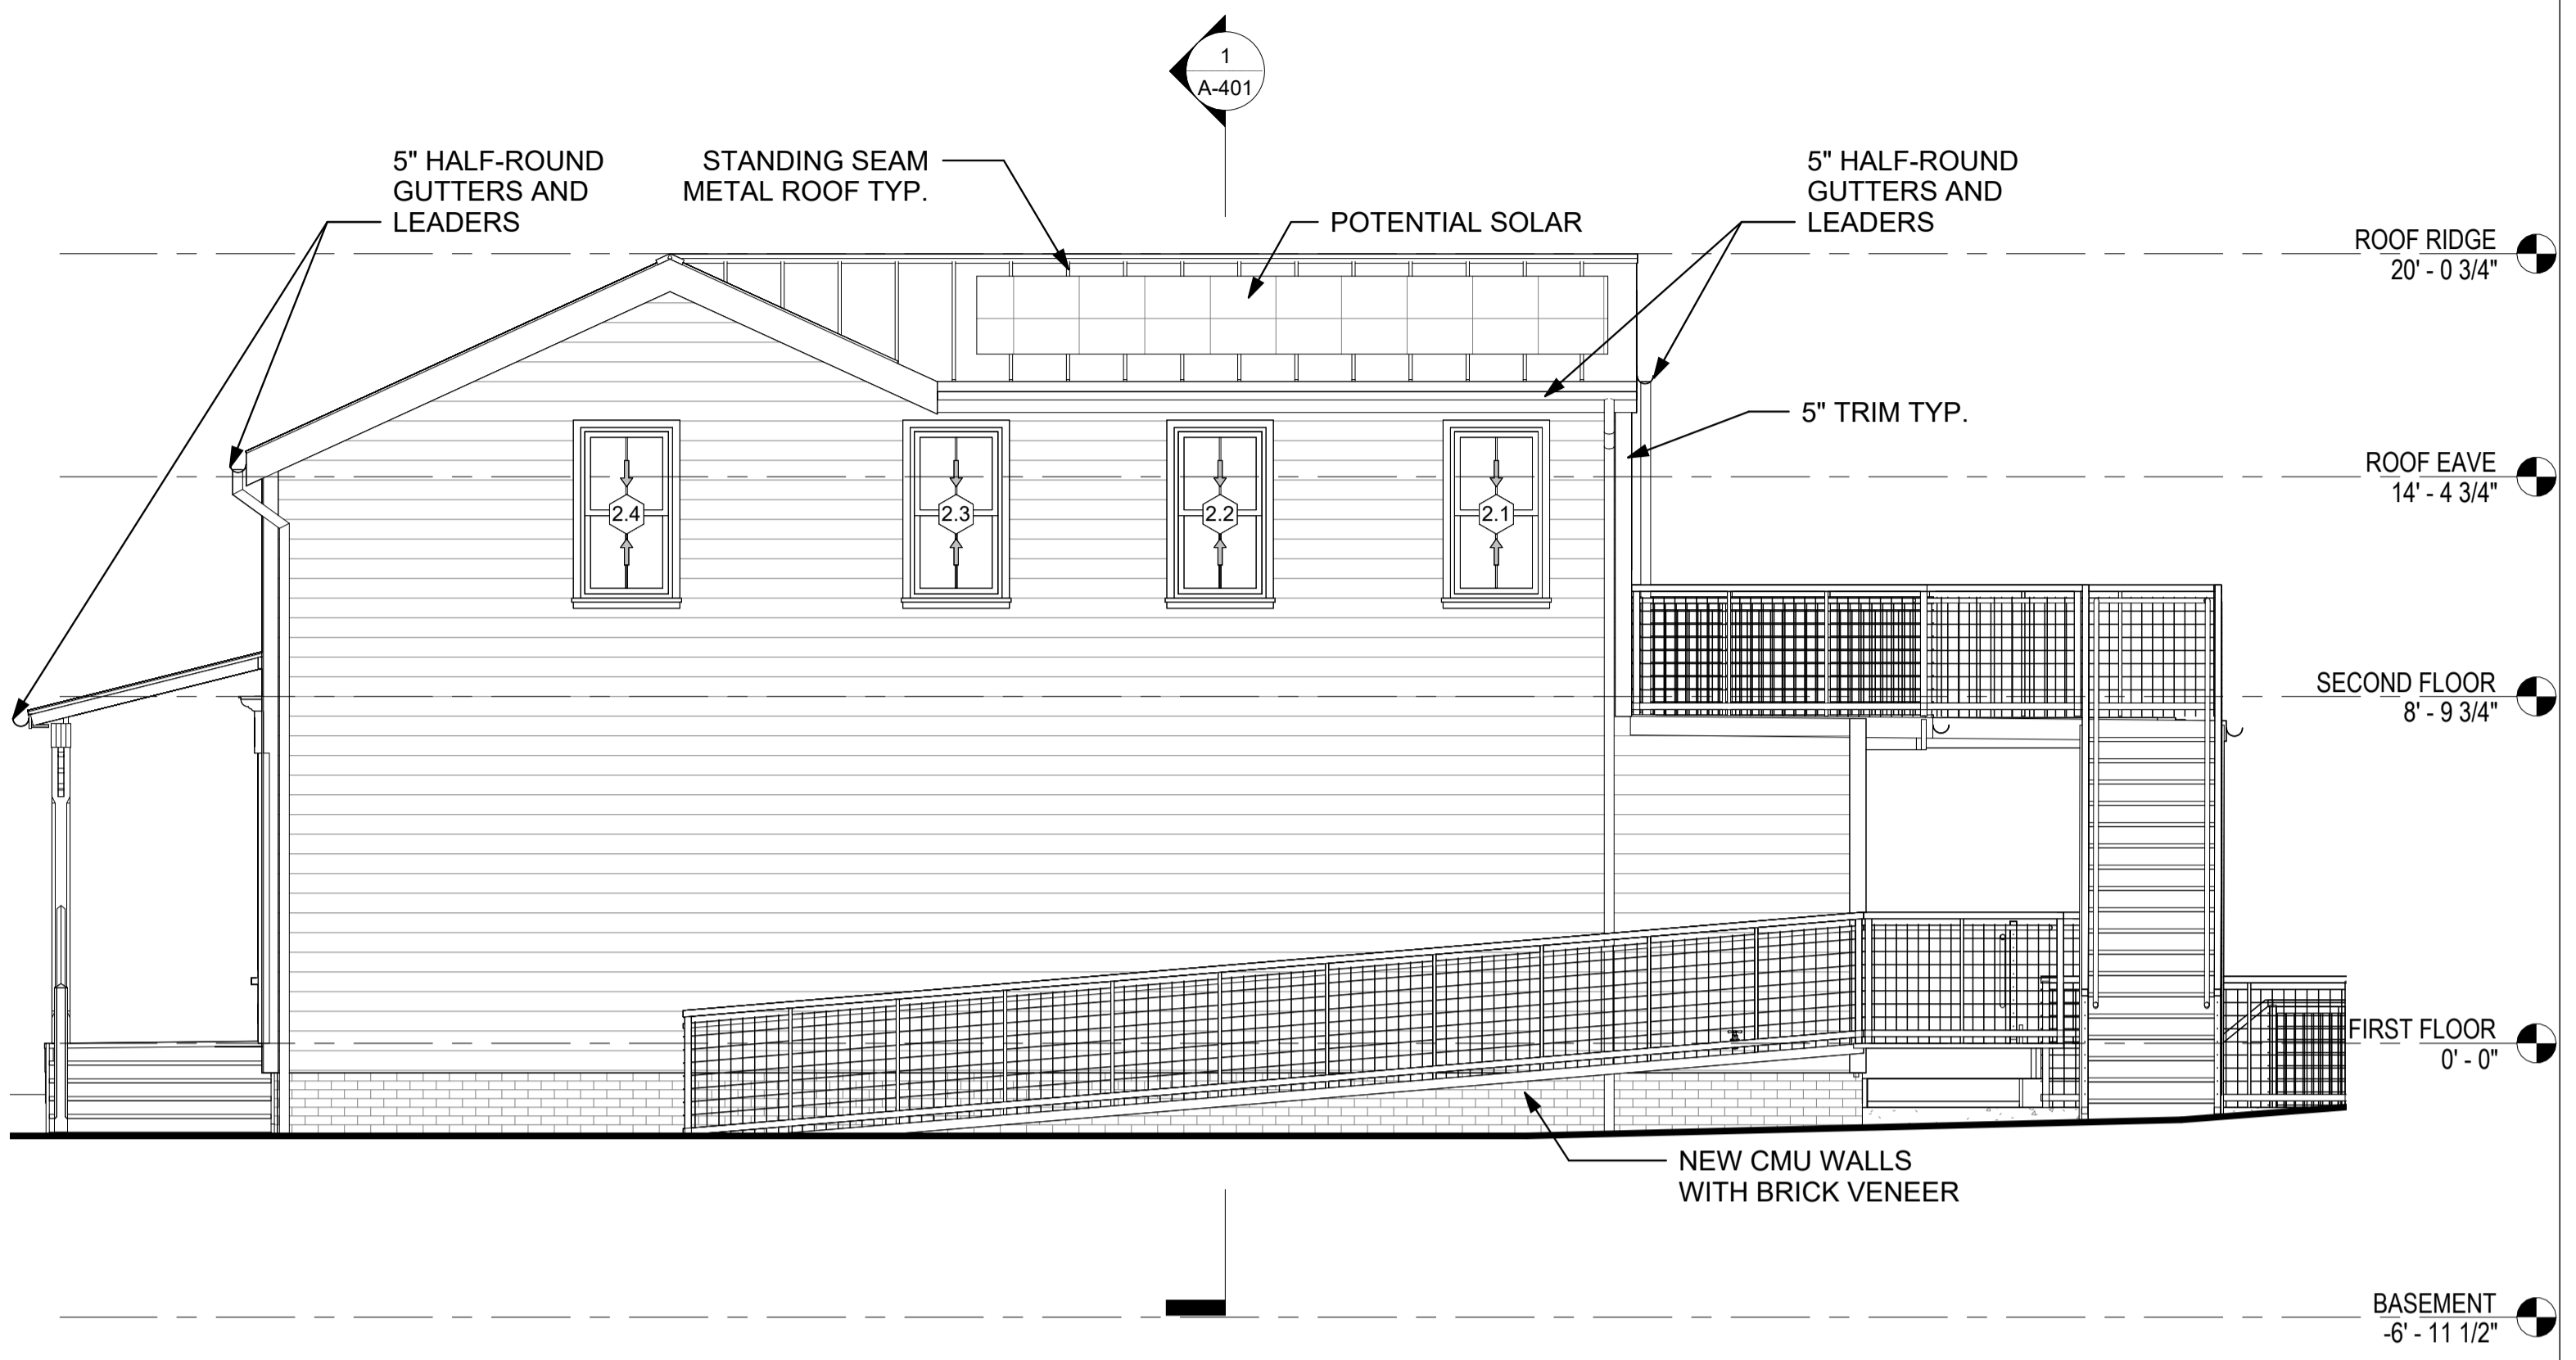 1
A-401
5" HALF-ROUND
GUTTERS AND
LEADERS
STANDING SEAM
METAL ROOF TYP.
POTENTIAL SOLAR
5" HALF-ROUND
GUTTERS AND
LEADERS
ROOF RIDGE
20' - 0 3/4"
5" TRIM TYP.
ROOF EAVE
14' - 4 3/4"
2.4
2.3
2.2
2.1
SECOND FLOOR
8' - 9 3/4"
FIRST FLOOR
0' - 0"
NEW CMU WALLS
WITH BRICK VENEER
BASEMENT
-6' - 11 1/2"